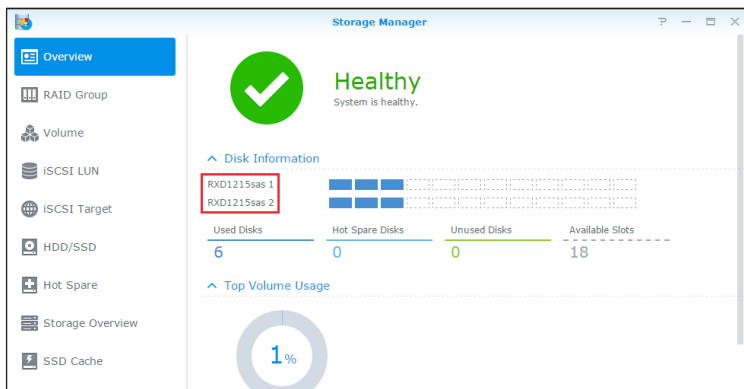 Storage Manager
Overview
RAID Group
Volume
iSCSI LUN
iSCSI Target
HDD/SSD
Hot Spare
Storage Overview
SSD Cache
Healthy
System is healthy.
Disk Information
RXD1215sas 1
RXD1215sas 2
Used Disks Hot Spare Disks Unused Disks Available Slots
6 0 0 18
Top Volume Usage
1%